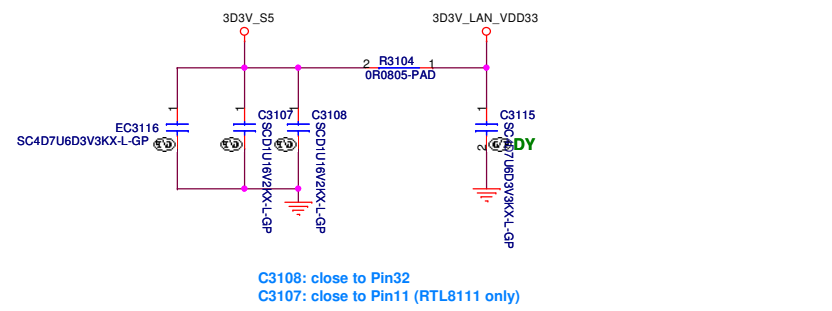 3D3V_S5
3D3V_LAN_VDD33
R3104
2
1
0R0805-PAD
1
1
1
1
EC3116
C3107
C3108
C3115
SC4D7U6D3V3KX-L-GP
SCD1U16V2KX-L-GP
SCD1U16V2KX-L-GP
SC4D7U6D3V3KX-L-GP
2
DY
C3108: close to Pin32
C3107: close to Pin11 (RTL8111 only)